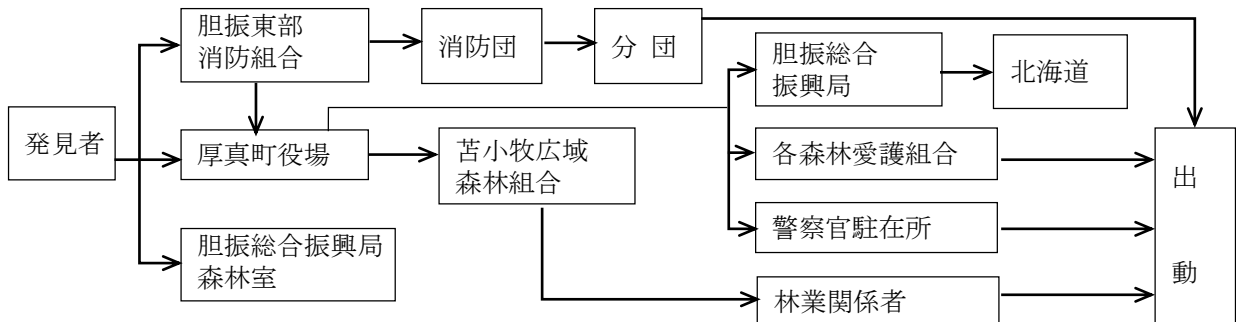 発見者
胆振東部
消防組合
消防団
分 団
厚真町役場
苫小牧広域
森林組合
胆振総合振興局
森林室
胆振総合
振興局
北海道
各森林愛護組合
警察官駐在所
林業関係者
出
動